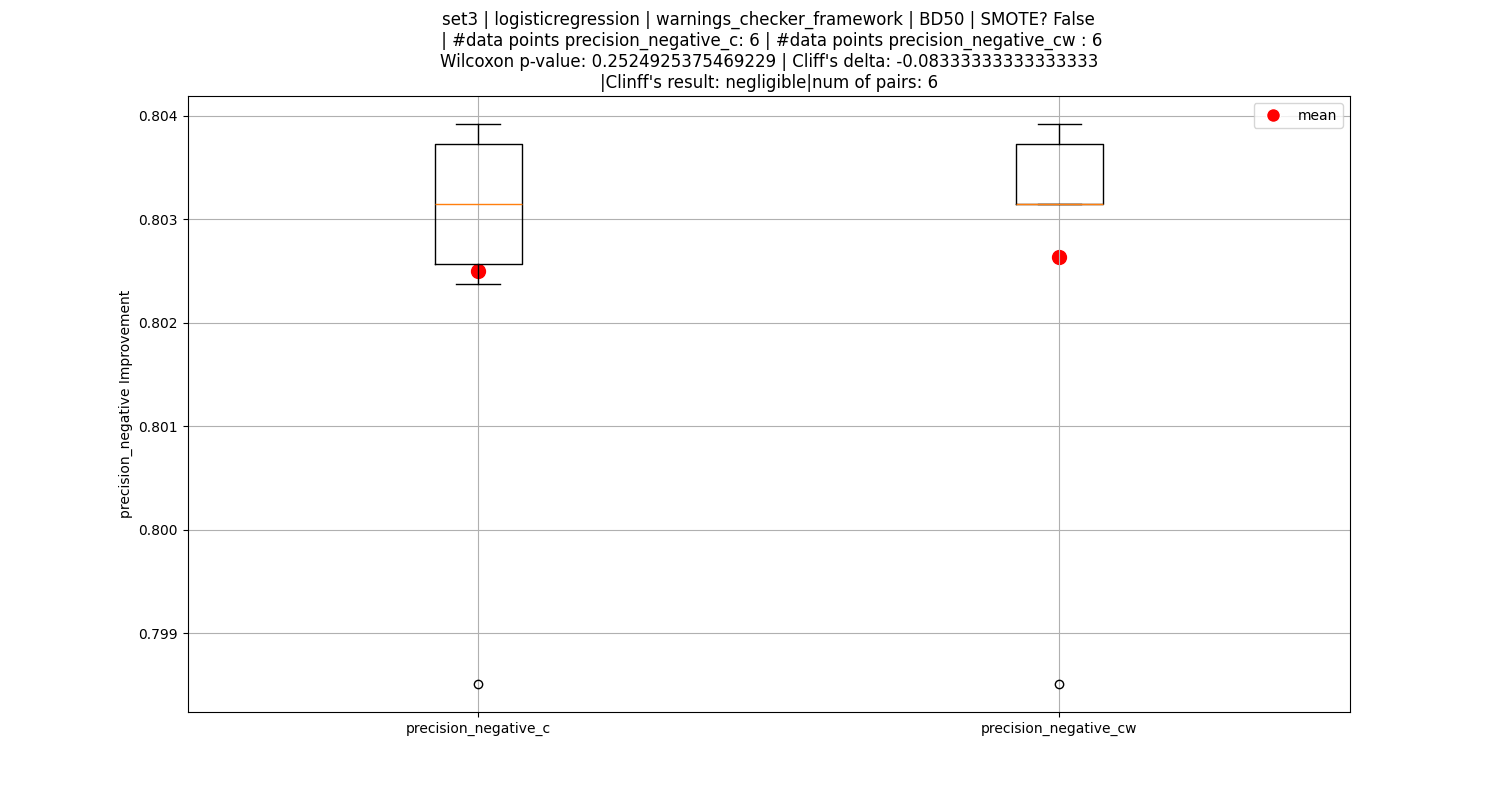 set3 | logisticregression | warnings_checker_framework | BD50 | SMOTE? False
| #data points precision_negative_c: 6 | #data points precision_negative_cw : 6
Wilcoxon p-value: 0.2524925375469229 | Cliff's delta: -0.08333333333333333
|Clinff's result: negligible|num of pairs: 6
mean
0.804
0.803
0.802
0.801
0.800
0.799
precision_negative Improvement
precision_negative_c
precision_negative_cw